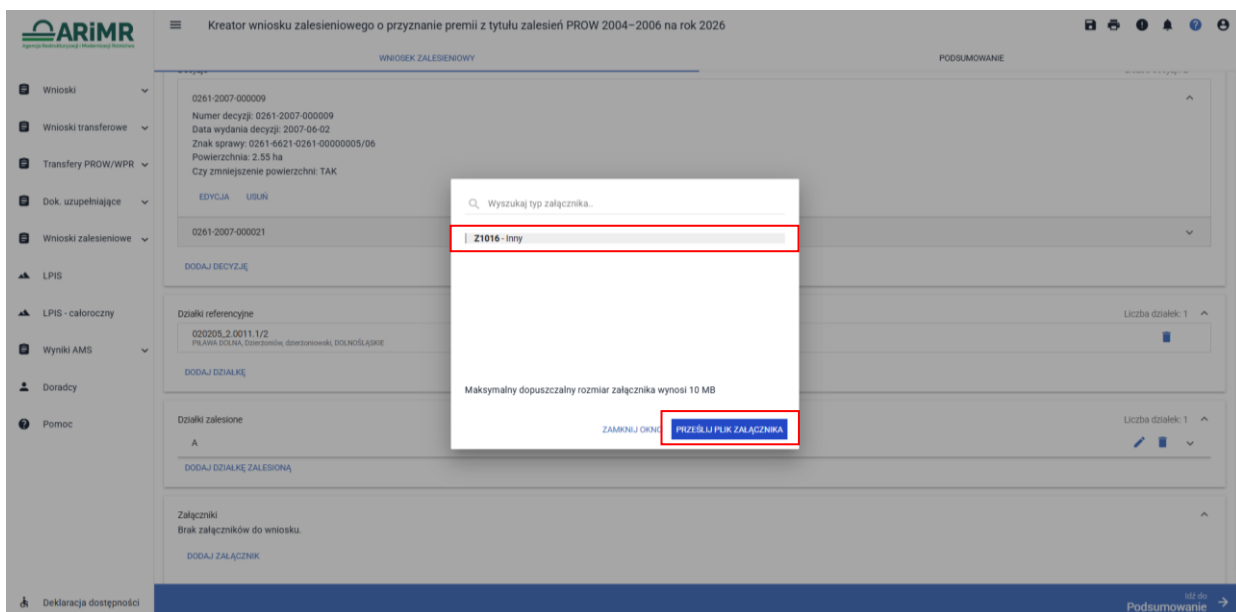 ARiMR
Agencja Restrukturyzacji i Modernizacji Rolnictwa
Kreator wniosku zalesieniowego o przyznanie premii z tytułu zalesień PROW 2004–2006 na rok 2026
WNIOSEK ZALESIENIOWY
PODSUMOWANIE
Wnioski
Wnioski transferowe
Transfery PROW/WPR
Dok. uzupełniające
Wnioski zalesieniowe
LPIS
LPIS - całoroczny
Wyniki AMS
Doradcy
Pomoc
Deklaracja dostępności
0261-2007-000009
Numer decyzji: 0261-2007-000009
Data wydania decyzji: 2007-06-02
Znak sprawy: 0261-6621-0261-00000005/06
Powierzchnia: 2.55 ha
Czy zmniejszenie powierzchni: TAK
EDYCJA USUŃ
0261-2007-000021
DODAJ DECYZJĘ
Wyszukaj typ załącznika..
Z1016 - Inny
Maksymalny dopuszczalny rozmiar załącznika wynosi 10 MB
ZAMKNIJ OKNO PRZEŚLIJ PLIK ZAŁĄCZNIKA
Działki referencyjne
Liczba działek: 1
020205_2.0011.1/2
PIŁAWA DOLNA, Dzierżoniów, dzierżoniowski, DOLNOŚLĄSKIE
DODAJ DZIAŁKĘ
Działki zalesione
Liczba działek: 1
A
DODAJ DZIAŁKĘ ZALESIONĄ
Załączniki
Brak załączników do wniosku.
DODAJ ZAŁĄCZNIK
Idź do
Podsumowanie